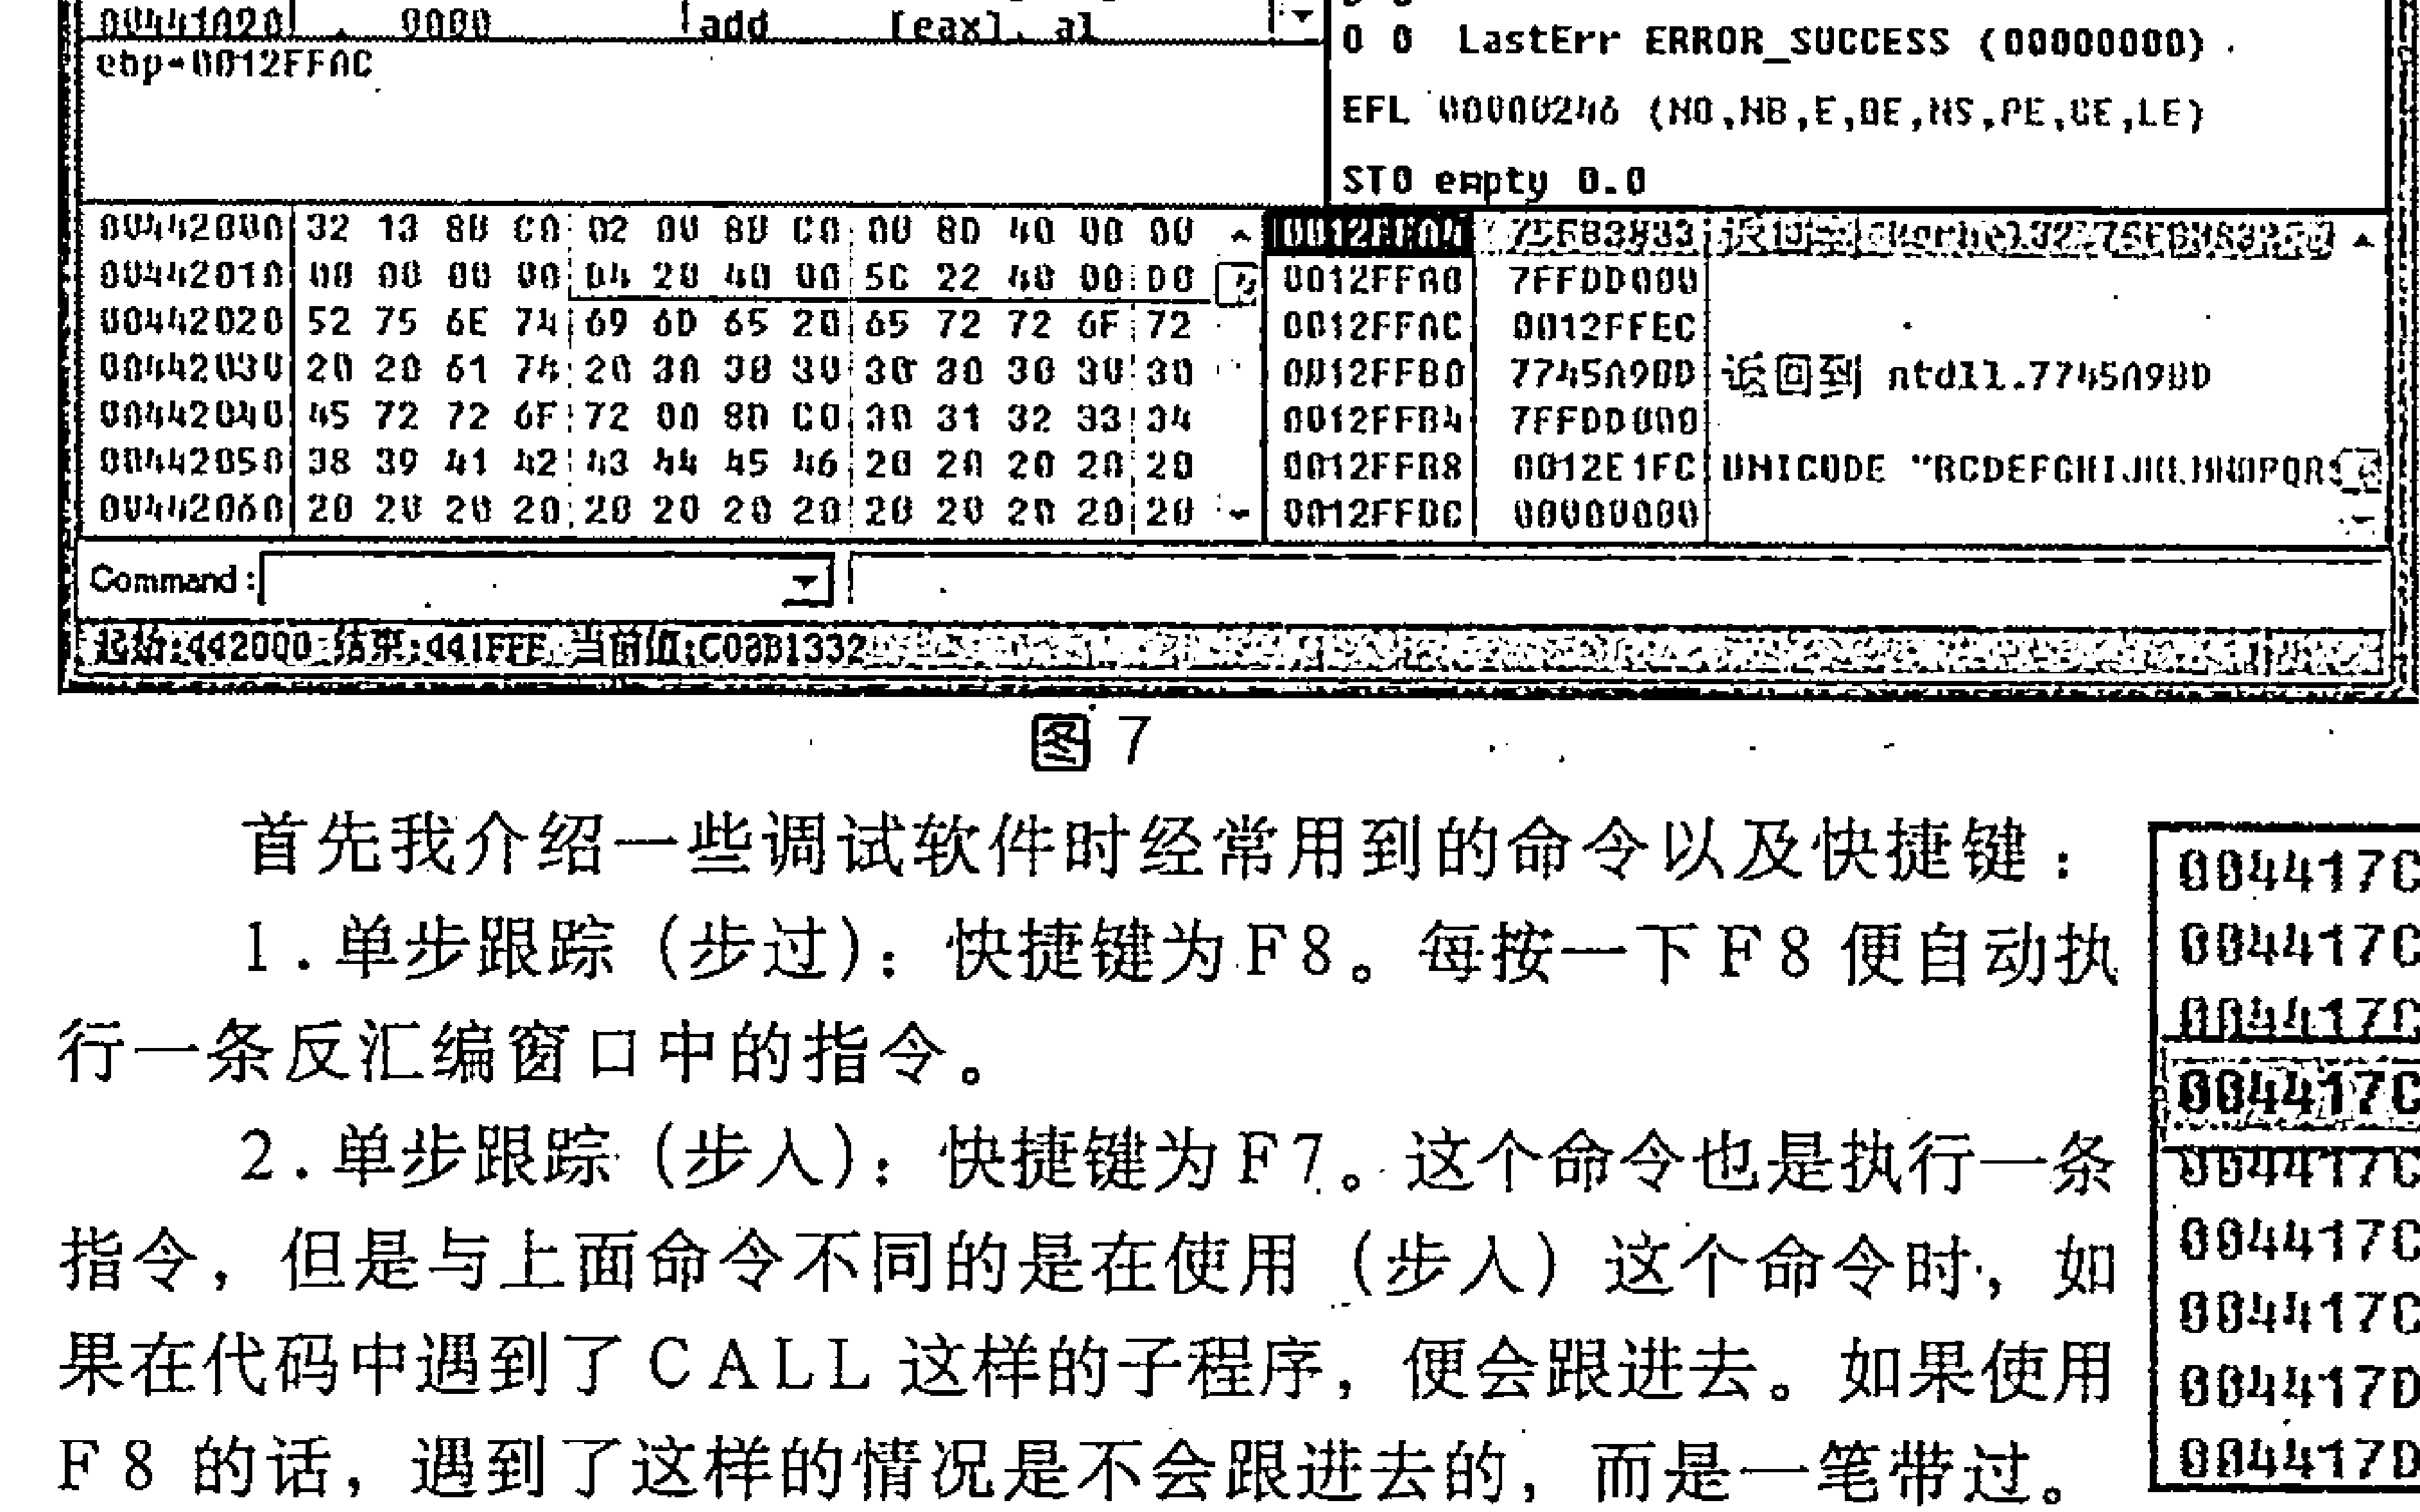 00441A20 . 0000 add [eax], al
ebp=0012FFAC
0 0 LastErr ERROR_SUCCESS (00000000)
EFL 00000246 (NO,NB,E,BE,NS,PE,GE,LE)
ST0 empty 0.0
00442000 32 13 8B C0 02 00 8B C0 00 8D 40 00 00
00442010 00 00 00 00 04 20 40 00 5C 22 40 00 D0
00442020 52 75 6E 74 69 6D 65 20 65 72 72 6F 72
00442030 20 20 61 74 20 30 30 30 30 30 30 30 30
00442040 45 72 72 6F 72 00 8B C0 30 31 32 33 34
00442050 38 39 41 42 43 44 45 46 20 20 20 20 20
00442060 20 20 20 20 20 20 20 20 20 20 20 20 20
0012FFA4
0012FFA8 7FFDD000
0012FFAC 0012FFEC
0012FFB0 7745A9BD 返回到 ntdll.7745A9BD
0012FFB4 7FFDD000
0012FFB8 0012E1FC UNICODE "BCDEFGHIJKLMNOPQRS
0012FFBC 00000000
Command :
起始:442000 结束:441FFF 当前值:C08B1332
图 7
首先我介绍一些调试软件时经常用到的命令以及快捷键：
1.单步跟踪（步过）：快捷键为F8。每按一下F8便自动执
行一条反汇编窗口中的指令。
2.单步跟踪（步入）：快捷键为F7。这个命令也是执行一条
指令，但是与上面命令不同的是在使用（步入）这个命令时，如
果在代码中遇到了CALL这样的子程序，便会跟进去。如果使用
F8的话，遇到了这样的情况是不会跟进去的，而是一笔带过。
004417C
004417C
004417C
004417C
004417C
004417C
004417C
004417D
004417D